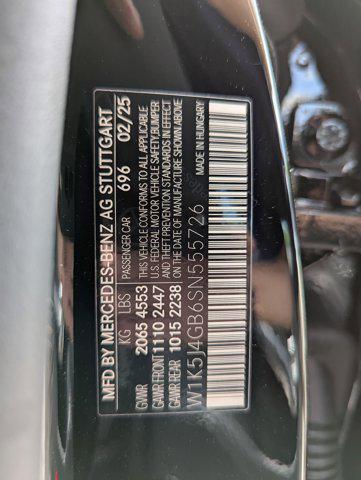 MFD BY MERCEDES-BENZ AG STUTTGART
PASSENGER CAR 696 02/25
KG LBS
GVWR 2065 4553
GAWR FRONT 1110 2447
GAWR REAR 1015 2238
THIS VEHICLE CONFORMS TO ALL APPLICABLE
U.S. FEDERAL MOTOR VEHICLE SAFETY, BUMPER
AND THEFT PREVENTION STANDARDS IN EFFECT
ON THE DATE OF MANUFACTURE SHOWN ABOVE
MADE IN HUNGARY
W1K5J4GB6SN555726